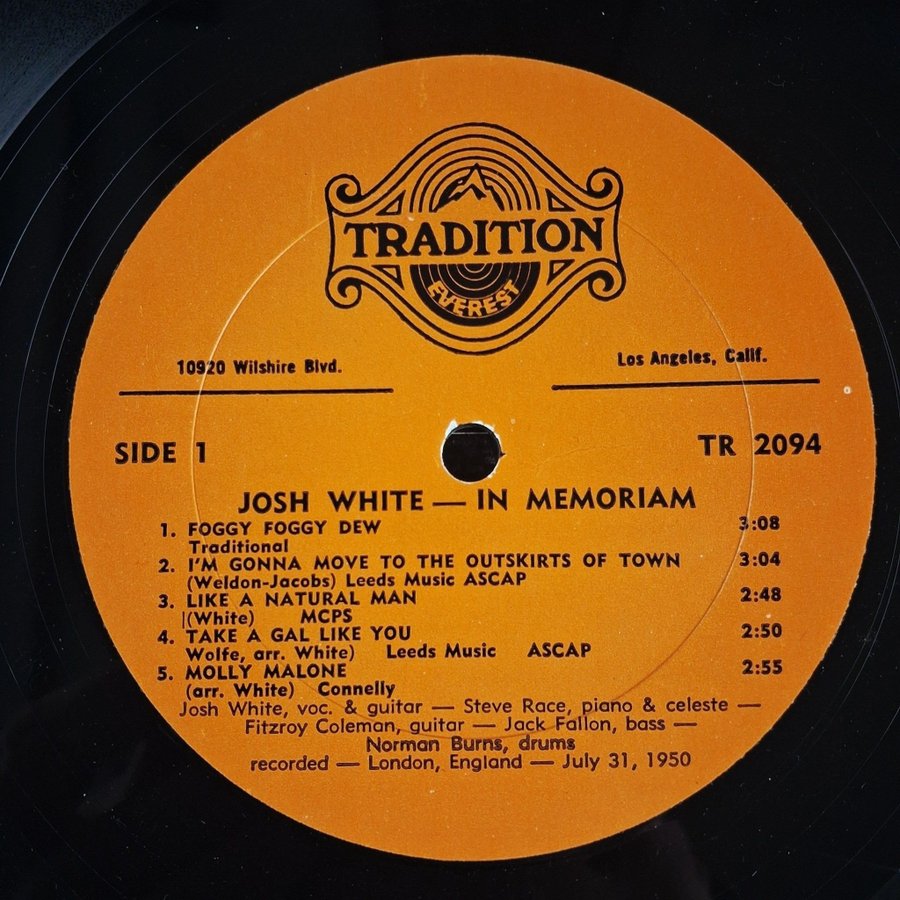 TRADITION
EVEREST
10920 Wilshire Blvd. Los Angeles, Calif.
SIDE 1 TR 2094
JOSH WHITE — IN MEMORIAM
1. FOGGY FOGGY DEW 3:08
Traditional
2. I'M GONNA MOVE TO THE OUTSKIRTS OF TOWN 3:04
(Weldon-Jacobs) Leeds Music ASCAP
3. LIKE A NATURAL MAN 2:48
|(White) MCPS
4. TAKE A GAL LIKE YOU 2:50
Wolfe, arr. White) Leeds Music ASCAP
5. MOLLY MALONE 2:55
(arr. White) Connelly
Josh White, voc. & guitar — Steve Race, piano & celeste —
Fitzroy Coleman, guitar — Jack Fallon, bass —
Norman Burns, drums
recorded — London, England — July 31, 1950